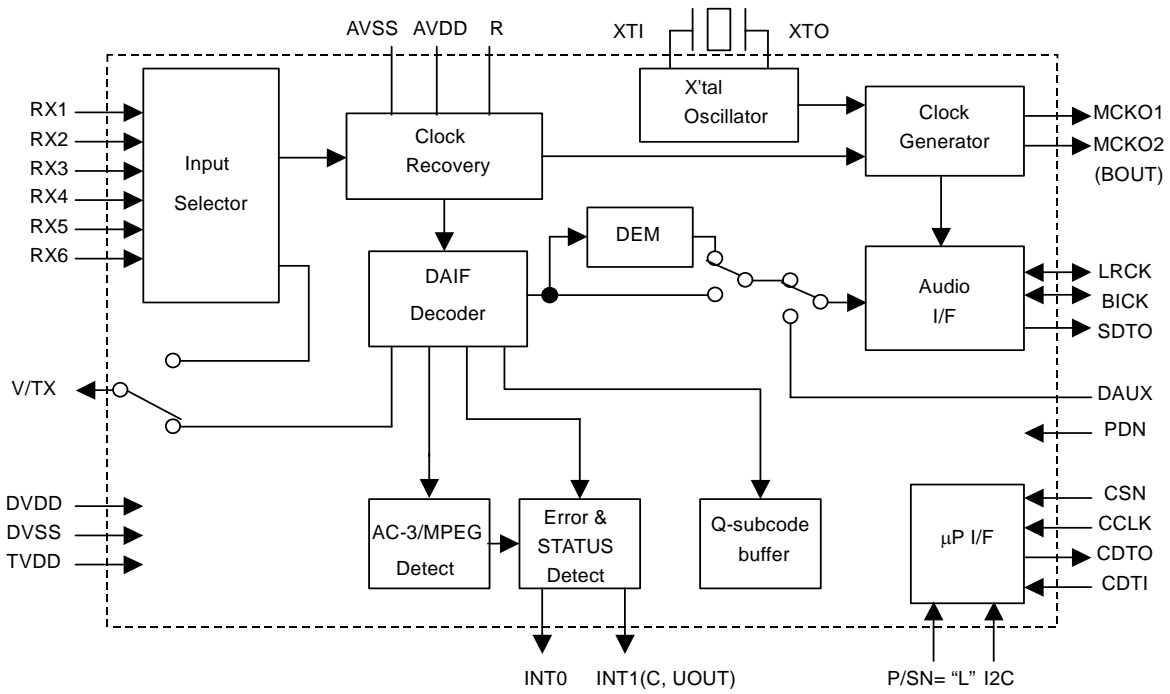 AVSS AVDD R
XTI XTO
X'tal
Oscillator
RX1
RX2
RX3
RX4
RX5
RX6
Input
Selector
Clock
Recovery
Clock
Generator
MCKO1
MCKO2
(BOUT)
DEM
DAIF
Decoder
Audio
I/F
LRCK
BICK
SDTO
V/TX
DAUX
PDN
DVDD
DVSS
TVDD
AC-3/MPEG
Detect
Error &
STATUS
Detect
Q-subcode
buffer
µP I/F
CSN
CCLK
CDTO
CDTI
INT0
INT1(C, UOUT)
P/SN= “L” I2C